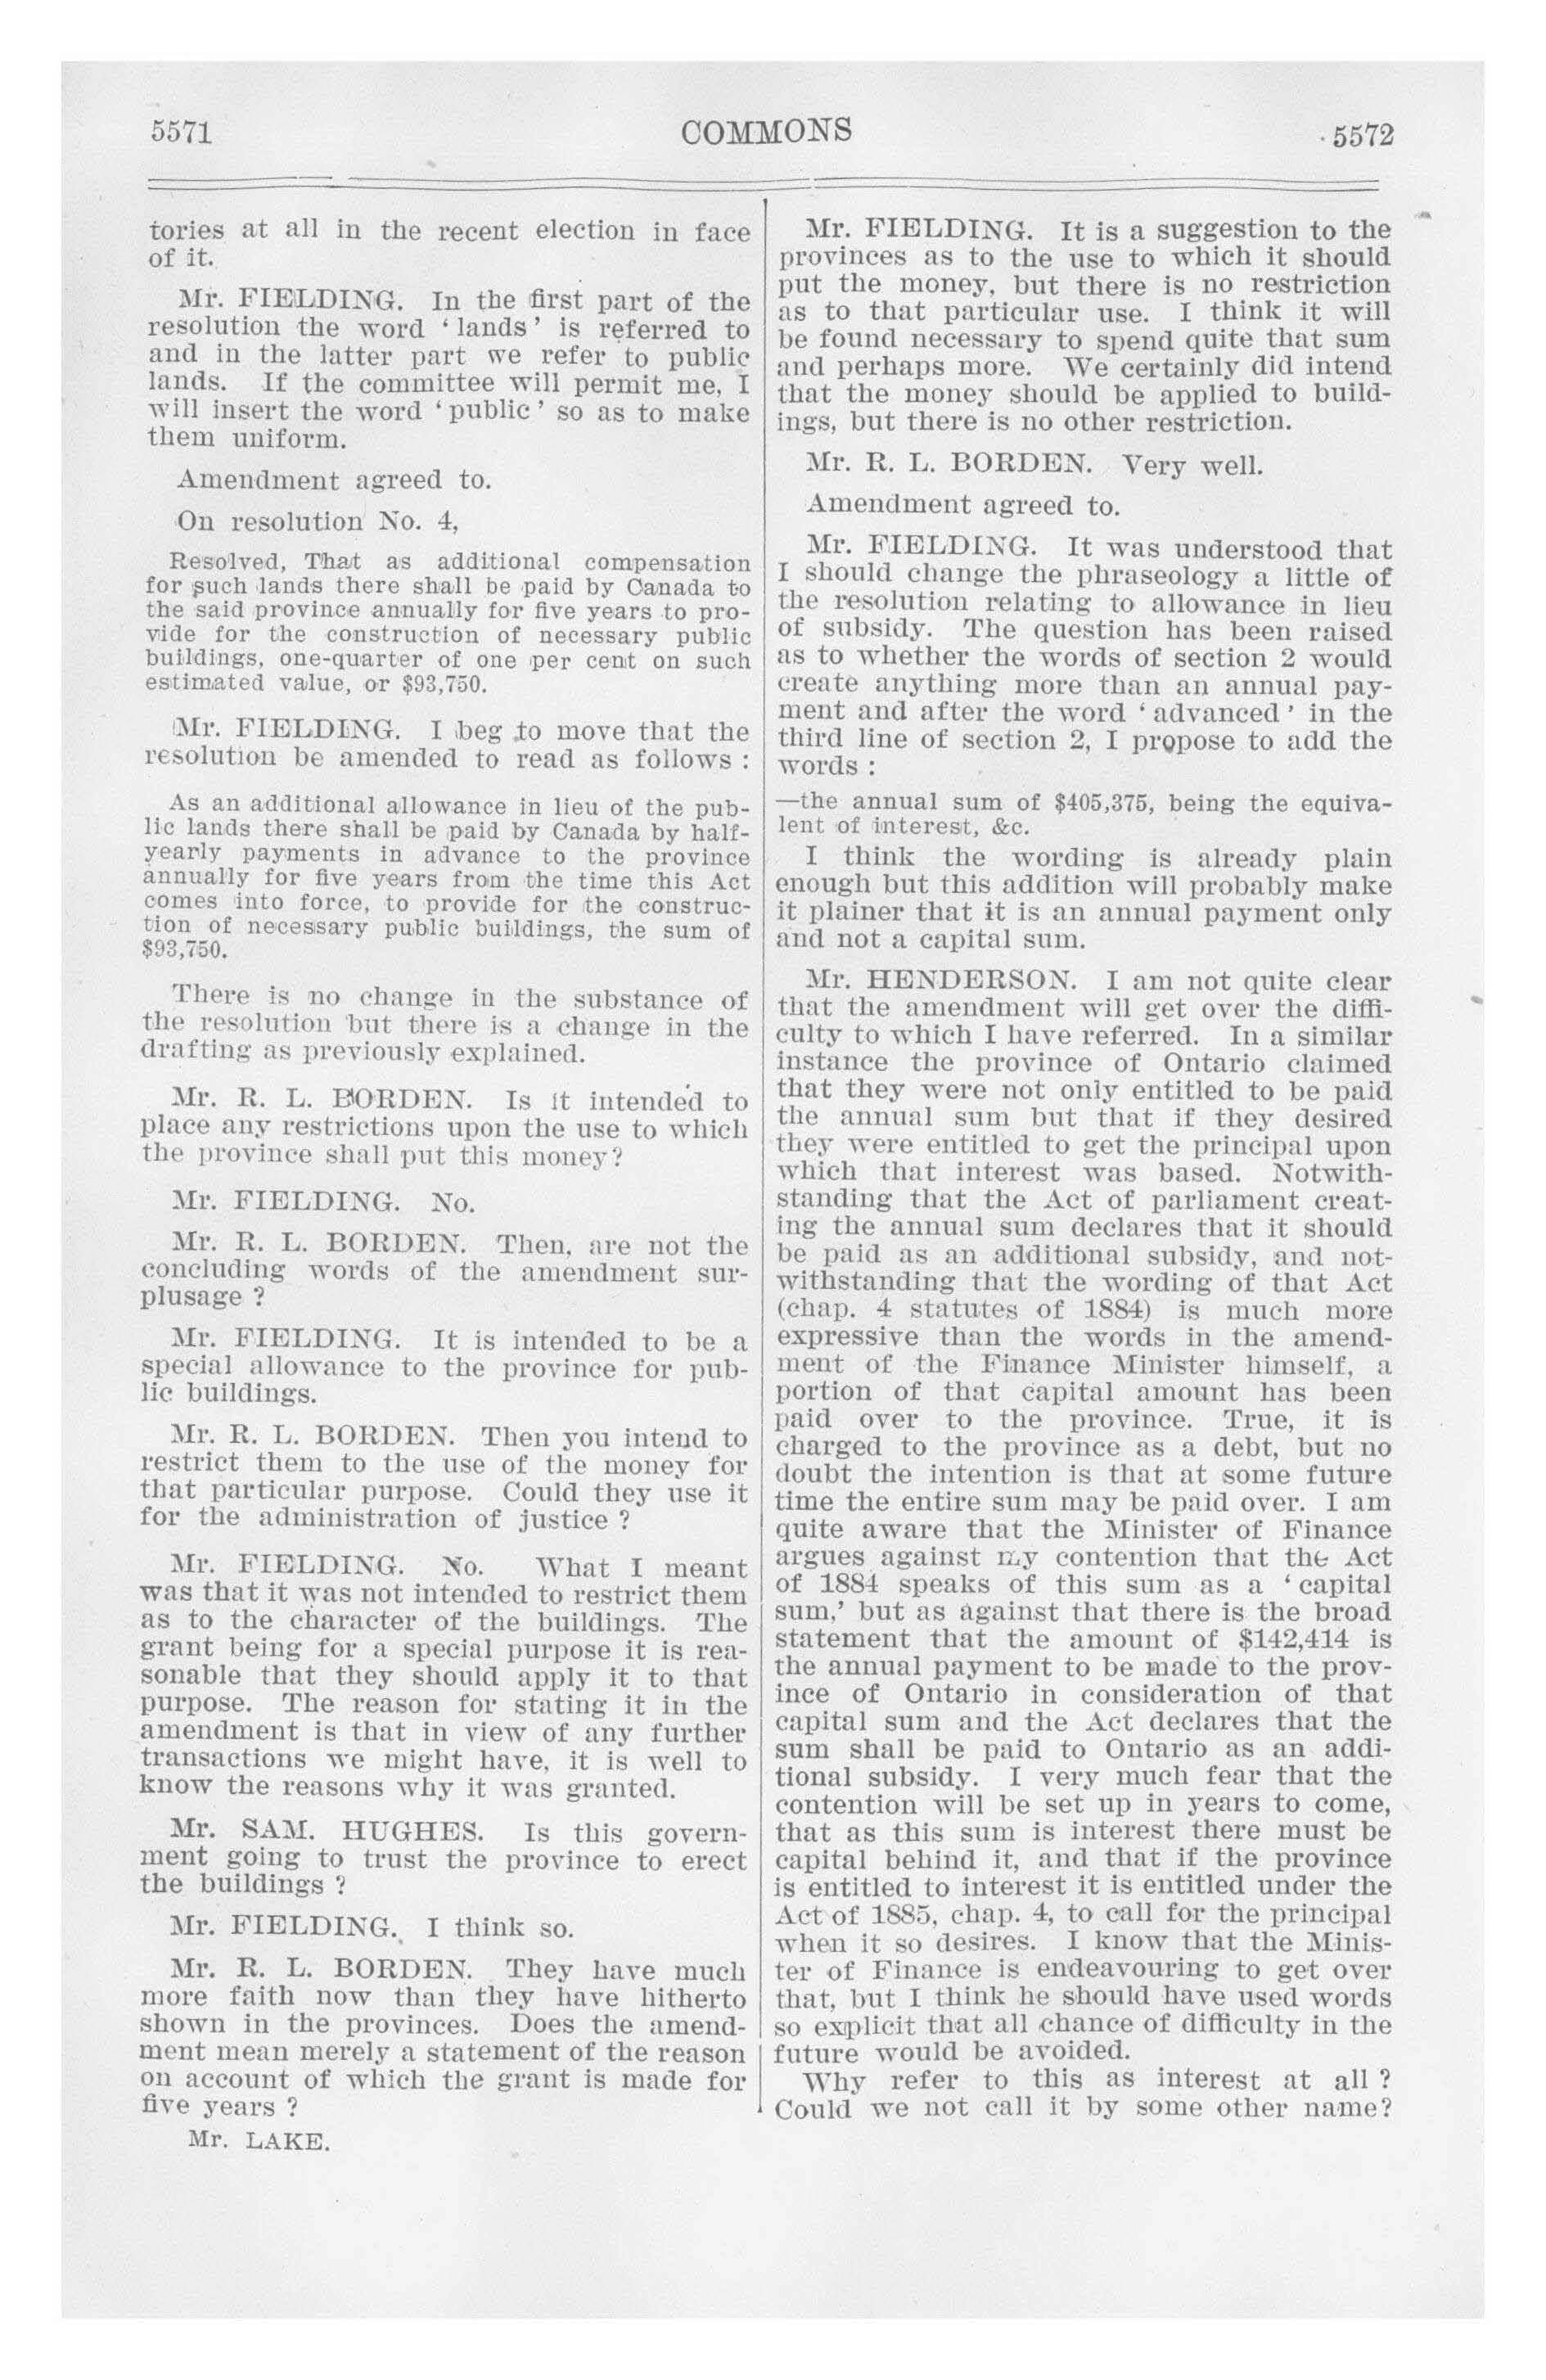 5571
COMMONS
5572
tories at all in the recent election in face
of it.
Mr. FIELDING. In the first part of the
resolution the word ‘ lands ’ is referred to
and in the latter part we refer to public
lands. If the committee will permit me, I
will insert the word ‘ public ’ so as to make
them uniform.
Amendment agreed to.
On resolution No. 4,
Resolved, That as additional compensation
for such lands there shall be paid by Canada to
the said province annually for five years to pro-
vide for the construction of necessary public
buildings, one-quarter of one per cent on such
estimated value, or $93,750.
Mr. FIELDING. I beg to move that the
resolution be amended to read as follows :
As an additional allowance in lieu of the pub-
lic lands there shall be paid by Canada by half-
yearly payments in advance to the province
annually for five years from the time this Act
comes into force, to provide for the construc-
tion of necessary public buildings, the sum of
$93,750.
There is no change in the substance of
the resolution but there is a change in the
drafting as previously explained.
Mr. R. L. BORDEN. Is it intended to
place any restrictions upon the use to which
the province shall put this money?
Mr. FIELDING. No.
Mr. R. L. BORDEN. Then, are not the
concluding words of the amendment sur-
plusage ?
Mr. FIELDING. It is intended to be a
special allowance to the province for pub-
lic buildings.
Mr. R. L. BORDEN. Then you intend to
restrict them to the use of the money for
that particular purpose. Could they use it
for the administration of justice ?
Mr. FIELDING. No. What I meant
was that it was not intended to restrict them
as to the character of the buildings. The
grant being for a special purpose it is rea-
sonable that they should apply it to that
purpose. The reason for stating it in the
amendment is that in view of any further
transactions we might have, it is well to
know the reasons why it was granted.
Mr. SAM. HUGHES. Is this govern-
ment going to trust the province to erect
the buildings ?
Mr. FIELDING. I think so.
Mr. R. L. BORDEN. They have much
more faith now than they have hitherto
shown in the provinces. Does the amend-
ment mean merely a statement of the reason
on account of which the grant is made for
five years ?
Mr. LAKE.
Mr. FIELDING. It is a suggestion to the
provinces as to the use to which it should
put the money, but there is no restriction
as to that particular use. I think it will
be found necessary to spend quite that sum
and perhaps more. We certainly did intend
that the money should be applied to build-
ings, but there is no other restriction.
Mr. R. L. BORDEN. Very well.
Amendment agreed to.
Mr. FIELDING. It was understood that
I should change the phraseology a little of
the resolution relating to allowance in lieu
of subsidy. The question has been raised
as to whether the words of section 2 would
create anything more than an annual pay-
ment and after the word ‘ advanced ’ in the
third line of section 2, I propose to add the
words :
—the annual sum of $405,375, being the equiva-
lent of interest, &c.
I think the wording is already plain
enough but this addition will probably make
it plainer that it is an annual payment only
and not a capital sum.
Mr. HENDERSON. I am not quite clear
that the amendment will get over the diffi-
culty to which I have referred. In a similar
instance the province of Ontario claimed
that they were not only entitled to be paid
the annual sum but that if they desired
they were entitled to get the principal upon
which that interest was based. Notwith-
standing that the Act of parliament creat-
ing the annual sum declares that it should
be paid as an additional subsidy, and not-
withstanding that the wording of that Act
(chap. 4 statutes of 1884) is much more
expressive than the words in the amend-
ment of the Finance Minister himself, a
portion of that capital amount has been
paid over to the province. True, it is
charged to the province as a debt, but no
doubt the intention is that at some future
time the entire sum may be paid over. I am
quite aware that the Minister of Finance
argues against my contention that the Act
of 1884 speaks of this sum as a ‘ capital
sum,’ but as against that there is the broad
statement that the amount of $142,414 is
the annual payment to be made to the prov-
ince of Ontario in consideration of that
capital sum and the Act declares that the
sum shall be paid to Ontario as an addi-
tional subsidy. I very much fear that the
contention will be set up in years to come,
that as this sum is interest there must be
capital behind it, and that if the province
is entitled to interest it is entitled under the
Act of 1885, chap. 4, to call for the principal
when it so desires. I know that the Minis-
ter of Finance is endeavouring to get over
that, but I think he should have used words
so explicit that all chance of difficulty in the
future would be avoided.
Why refer to this as interest at all ?
Could we not call it by some other name?